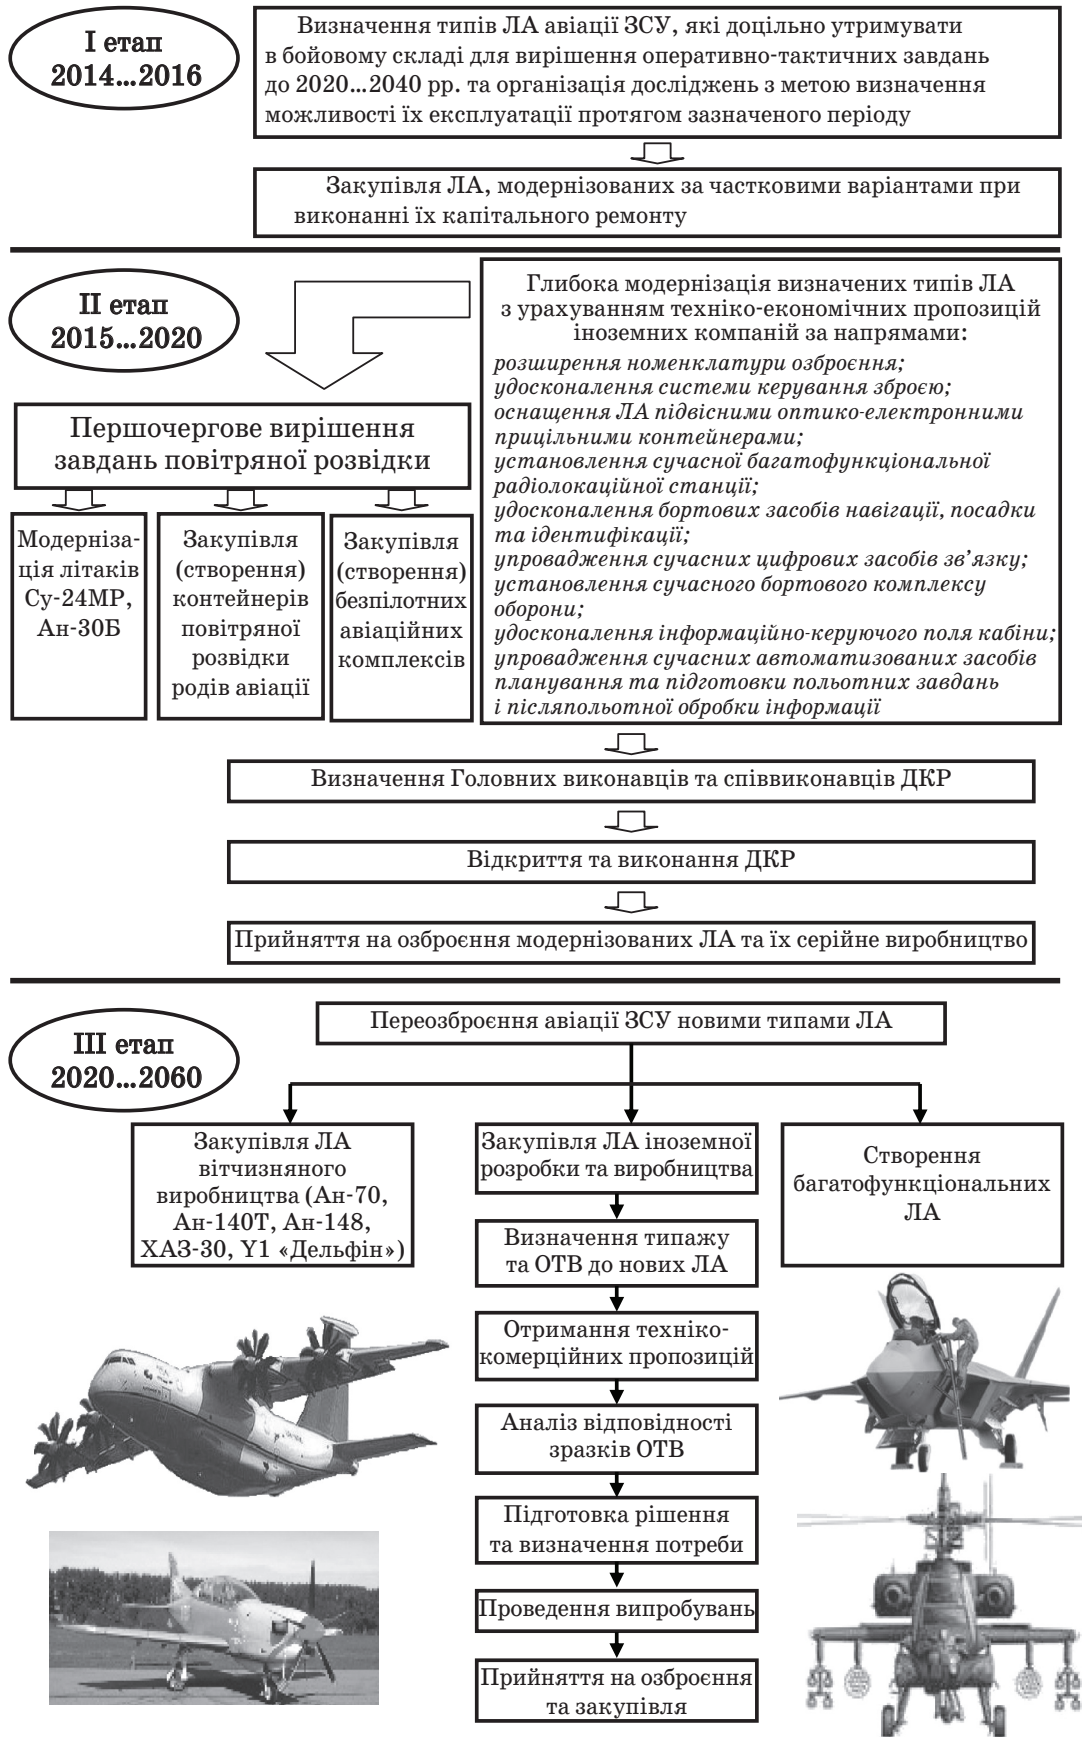 І етап
2014...2016
Визначення типів ЛА авіації ЗСУ, які доцільно утримувати
в бойовому складі для вирішення оперативно-тактичних завдань
до 2020...2040 рр. та організація досліджень з метою визначення
можливості їх експлуатації протягом зазначеного періоду
Закупівля ЛА, модернізованих за частковими варіантами при
виконанні їх капітального ремонту
ІІ етап
2015...2020
Глибока модернізація визначених типів ЛА
з урахуванням техніко-економічних пропозицій
іноземних компаній за напрямами:
розширення номенклатури озброєння;
удосконалення системи керування зброєю;
оснащення ЛА підвісними оптико-електронними
прицільними контейнерами;
установлення сучасної багатофункціональної
радіолокаційної станції;
удосконалення бортових засобів навігації, посадки
та ідентифікації;
упровадження сучасних цифрових засобів зв’язку;
установлення сучасного бортового комплексу
оборони;
удосконалення інформаційно-керуючого поля кабіни;
упровадження сучасних автоматизованих засобів
планування та підготовки польотних завдань
і післяпольотної обробки інформації
Першочергове вирішення
завдань повітряної розвідки
Модерніза-
ція літаків
Су-24МР,
Ан-30Б
Закупівля
(створення)
контейнерів
повітряної
розвідки
родів авіації
Закупівля
(створення)
безпілотних
авіаційних
комплексів
Визначення Головних виконавців та співвиконавців ДКР
Відкриття та виконання ДКР
Прийняття на озброєння модернізованих ЛА та їх серійне виробництво
ІІІ етап
2020...2060
Переозброєння авіації ЗСУ новими типами ЛА
Закупівля ЛА
вітчизняного
виробництва (Ан-70,
Ан-140Т, Ан-148,
ХАЗ-30, Y1 «Дельфін»)
Закупівля ЛА іноземної
розробки та виробництва
Визначення типажу
та ОТВ до нових ЛА
Отримання техніко-
комерційних пропозицій
Аналіз відповідності
зразків ОТВ
Підготовка рішення
та визначення потреби
Проведення випробувань
Прийняття на озброєння
та закупівля
Створення
багатофункціональних
ЛА